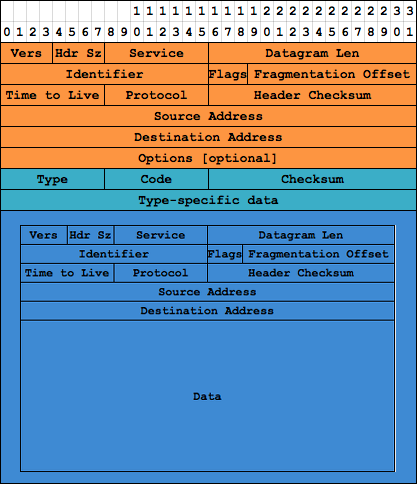 1 1 1 1 1 1 1 1 1 1 2 2 2 2 2 2 2 2 2 2 3 3
0 1 2 3 4 5 6 7 8 9 0 1 2 3 4 5 6 7 8 9 0 1 2 3 4 5 6 7 8 9 0 1
Vers Hdr Sz Service Datagram Len
Identifier Flags Fragmentation Offset
Time to Live Protocol Header Checksum
Source Address
Destination Address
Options [optional]
Type Code Checksum
Type-specific data
Vers Hdr Sz Service Datagram Len
Identifier Flags Fragmentation Offset
Time to Live Protocol Header Checksum
Source Address
Destination Address
Data